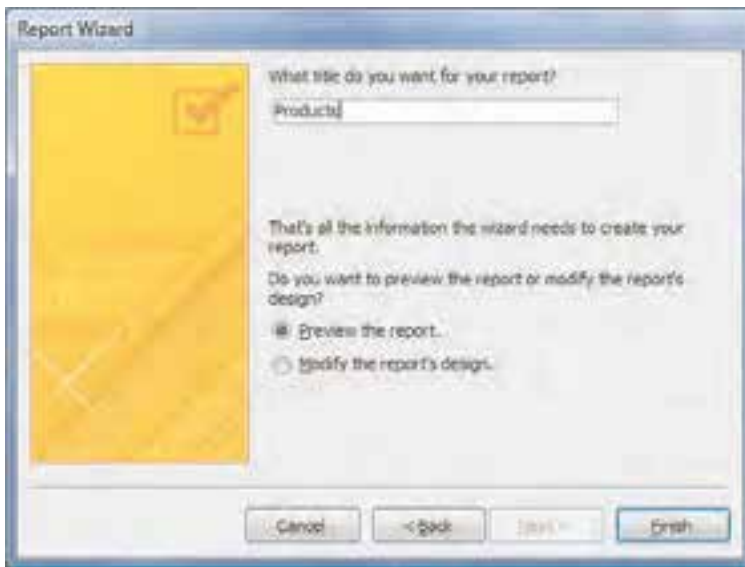 Report Wizard
What title do you want for your report?
Products
That's all the information the wizard needs to create your
report.
Do you want to preview the report or modify the report's
design?
Preview the report.
Modify the report's design.
Cancel
< Back
Next >
Finish